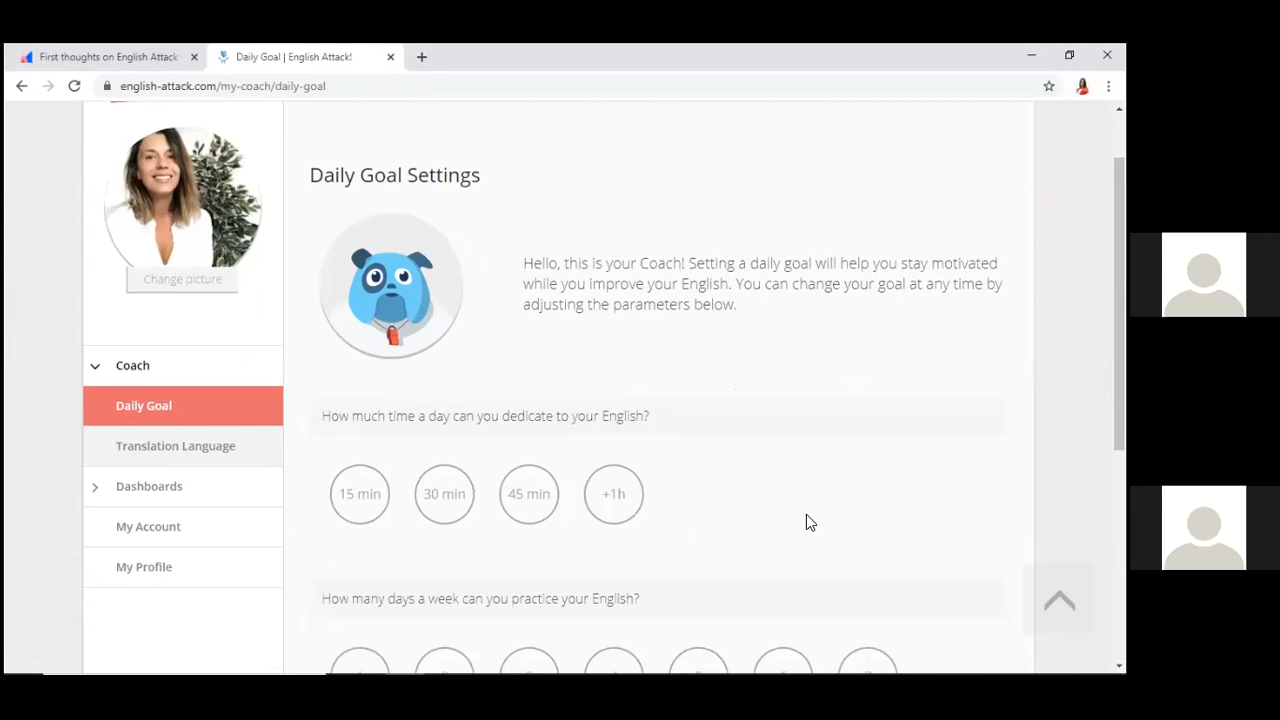 First thoughts on English Attack
Daily Goal | English Attack!
english-attack.com/my-coach/daily-goal
Change picture
Coach
Daily Goal
Translation Language
Dashboards
My Account
My Profile
Daily Goal Settings
Hello, this is your Coach! Setting a daily goal will help you stay motivated
while you improve your English. You can change your goal at any time by
adjusting the parameters below.
How much time a day can you dedicate to your English?
15 min
30 min
45 min
+1h
How many days a week can you practice your English?